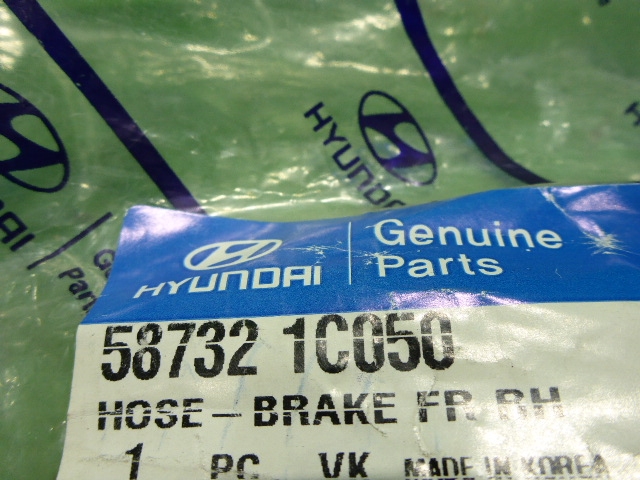 HYUNDAI
HYUNDAI
Genuine
Parts
58732 1C050
HOSE-BRAKE FR RH
1 PC VK MADE IN KOREA